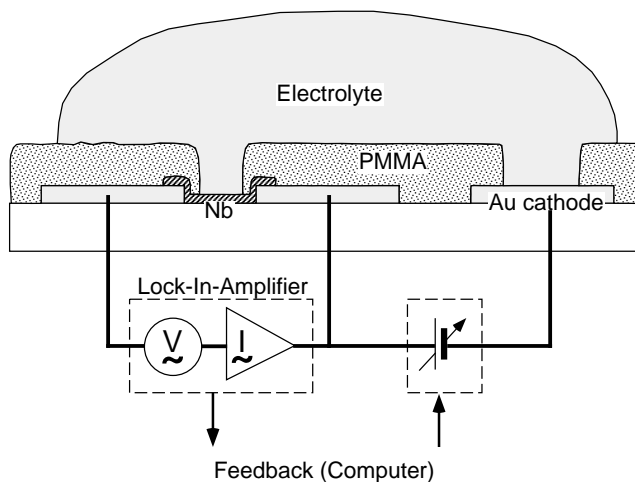 Electrolyte
PMMA
Nb
Au cathode
Lock-In-Amplifier
V
I
Feedback (Computer)